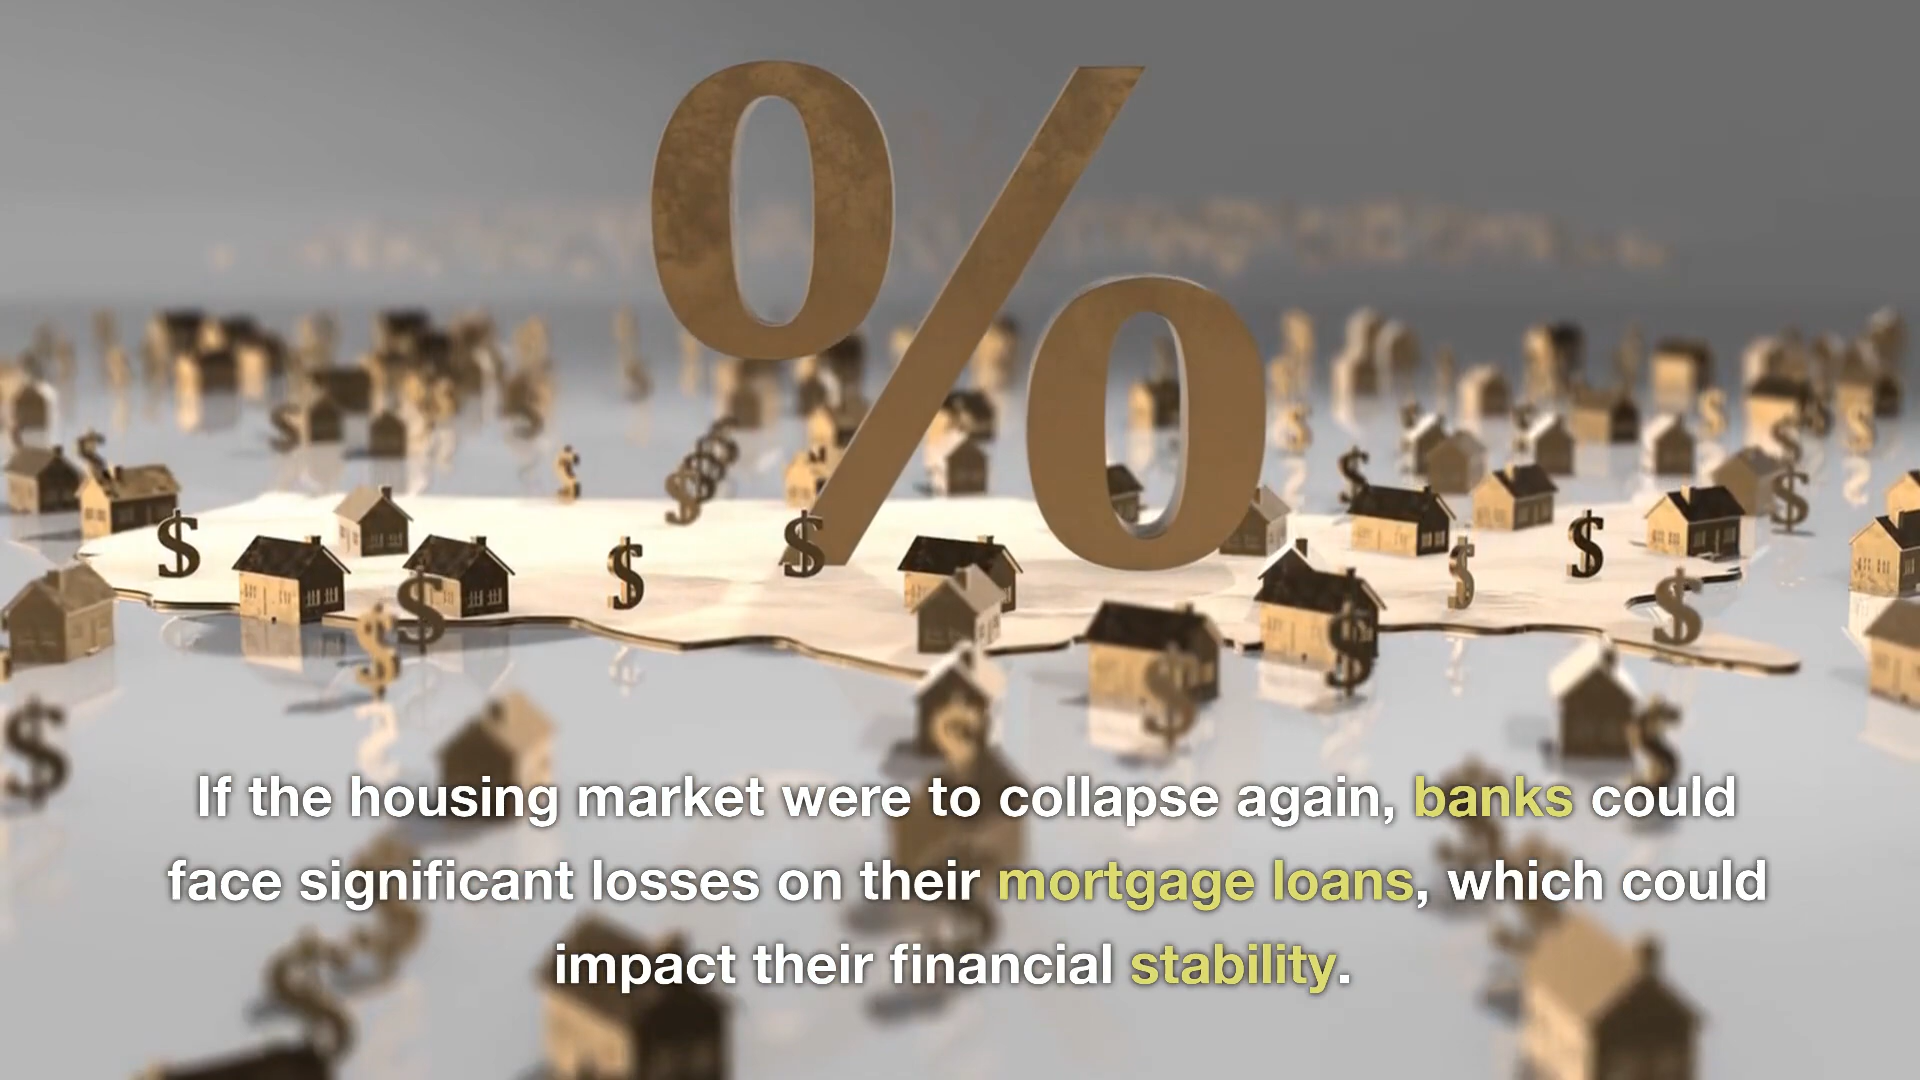 %
If the housing market were to collapse again, banks could
face significant losses on their mortgage loans, which could
impact their financial stability.